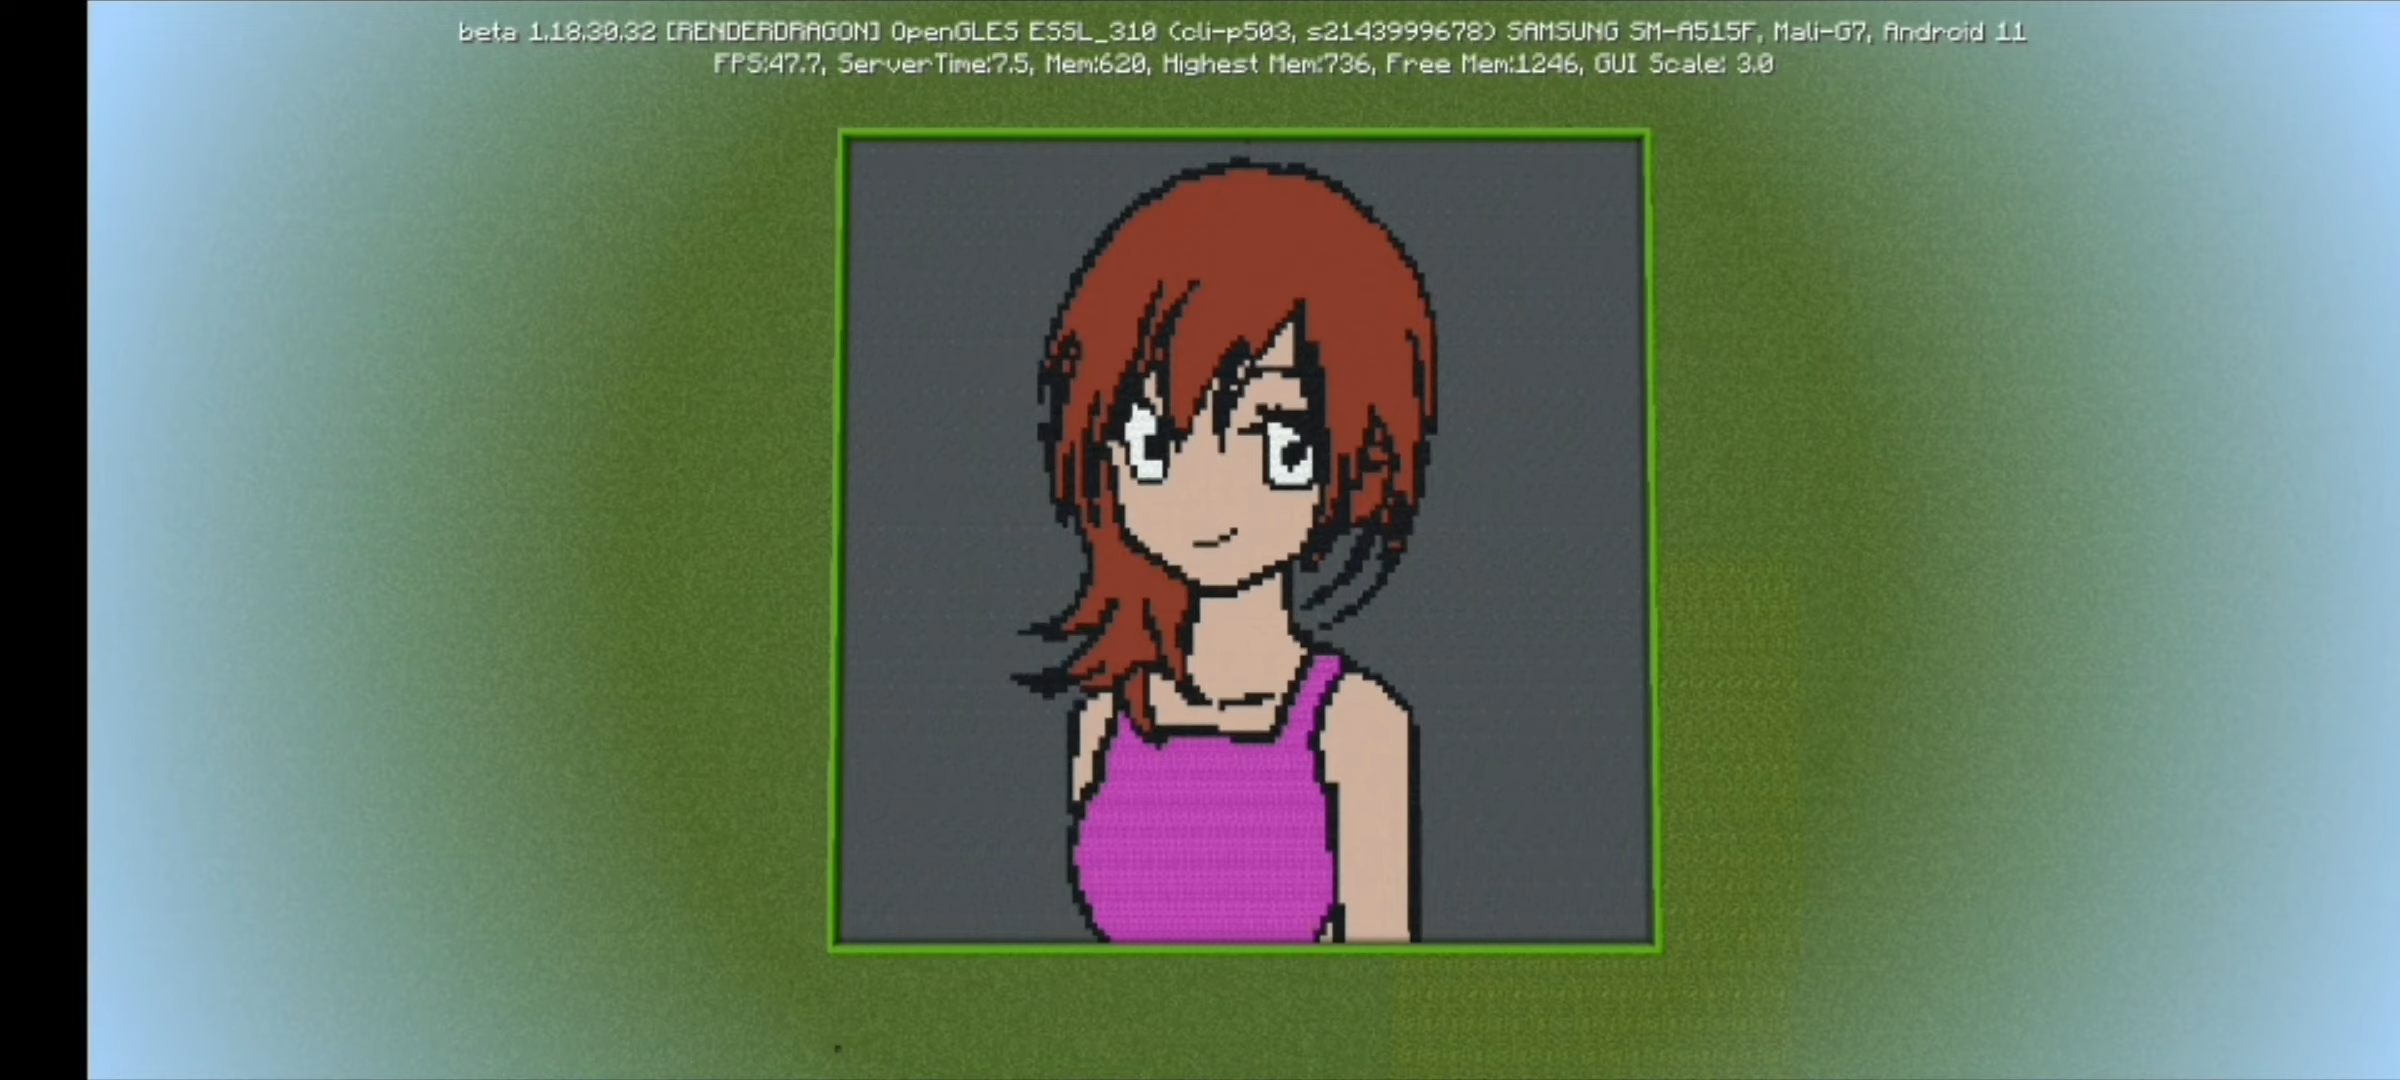 beta 1.18.30.32 [RENDERDRAGON] OpenGLES ESSL_310 (cli-p503, s2143999678) SAMSUNG SM-A515F, Mali-G7, Android 11
FPS:47.7, ServerTime:7.5, Mem:620, Highest Mem:736, Free Mem:1246, GUI Scale: 3.0